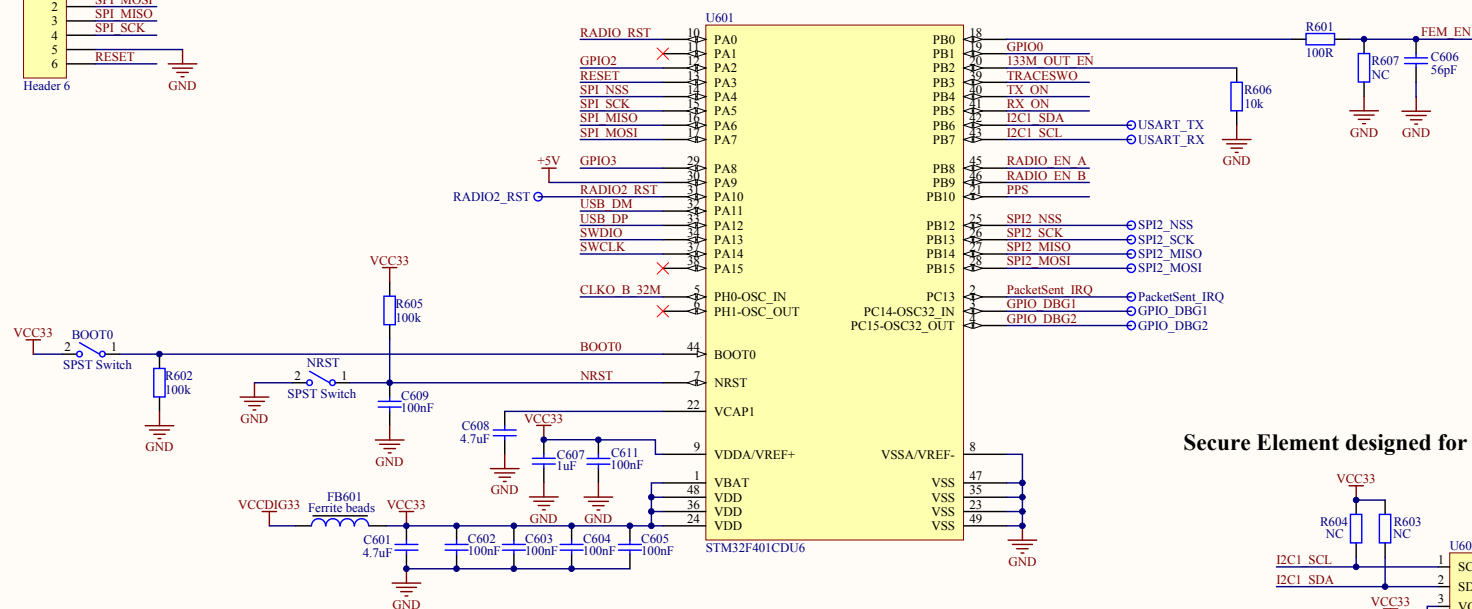 2 SPI_MOSI
3 SPI_MISO
4 SPI_SCK
5
6 RESET
GND
Header 6
U601
RADIO_RST 10 PA0
11 PA1
GPIO2 12 PA2
RESET 13 PA3
SPI_NSS 14 PA4
SPI_SCK 15 PA5
SPI_MISO 16 PA6
SPI_MOSI 17 PA7
GPIO3 29 PA8
+5V 30 PA9
RADIO2_RST RADIO2_RST 31 PA10
USB_DM 32 PA11
USB_DP 33 PA12
SWDIO 34 PA13
SWCLK 37 PA14
38 PA15
CLKO_B_32M 5 PH0-OSC_IN
6 PH1-OSC_OUT
BOOT0 44 BOOT0
NRST 7 NRST
22 VCAP1
9 VDDA/VREF+
1 VBAT
48 VDD
36 VDD
24 VDD
STM32F401CDU6
PB0 18
PB1 19 GPIO0
PB2 20 133M_OUT_EN
PB3 39 TRACESWO
PB4 40 TX_ON
PB5 41 RX_ON
PB6 42 I2C1_SDA USART_TX
PB7 43 I2C1_SCL USART_RX
PB8 45 RADIO_EN_A
PB9 46 RADIO_EN_B
PB10 21 PPS
PB12 25 SPI2_NSS SPI2_NSS
PB13 26 SPI2_SCK SPI2_SCK
PB14 27 SPI2_MISO SPI2_MISO
PB15 28 SPI2_MOSI SPI2_MOSI
PC13 2 PacketSent_IRQ PacketSent_IRQ
PC14-OSC32_IN 3 GPIO_DBG1 GPIO_DBG1
PC15-OSC32_OUT 4 GPIO_DBG2 GPIO_DBG2
VSSA/VREF- 8
VSS 47
VSS 35
VSS 23
VSS 49
GND
R601
100R
FEM_EN
R607
NC
C606
56pF
GND
GND
R606
10k
GND
VCC33
R605
100k
VCC33
BOOT0
2 1
SPST Switch
R602
100k
GND
NRST
2 1
SPST Switch
GND
C609
100nF
GND
C608
4.7uF
GND
VCC33
C607
1uF
C611
100nF
GND
GND
VCCDIG33
FB601
Ferrite beads
VCC33
C601
4.7uF
C602
100nF
C603
100nF
C604
100nF
C605
100nF
GND
Secure Element designed for
VCC33
R604
NC
R603
NC
U60
I2C1_SCL 1 SC
I2C1_SDA 2 SD
VCC33 3